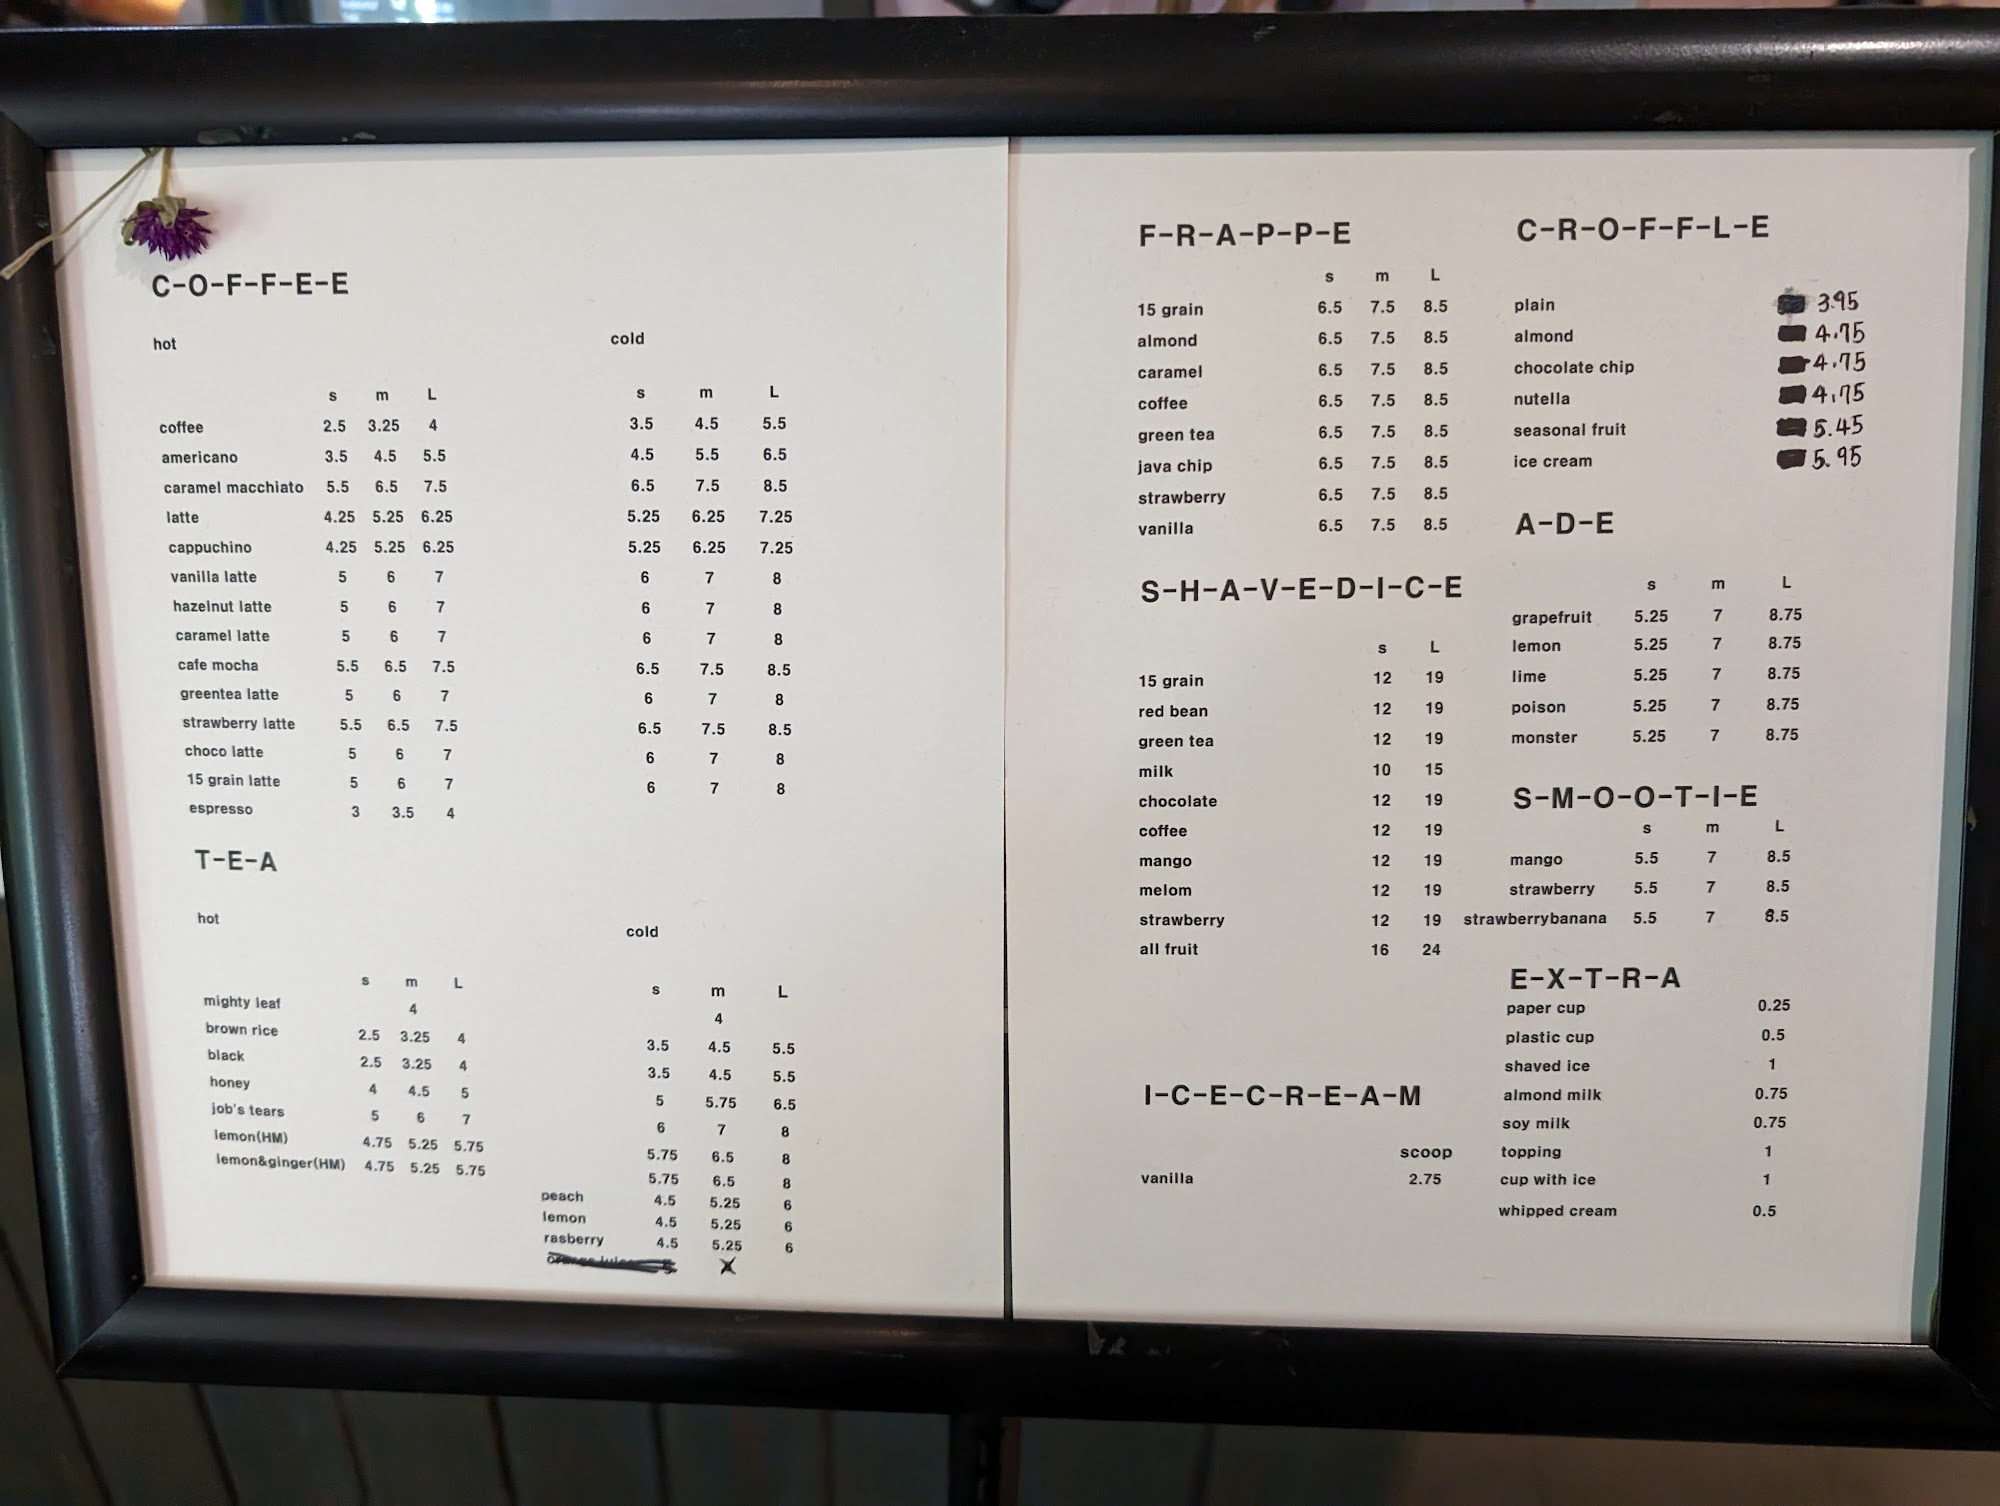 C-O-F-F-E-E
hot cold
s m L s m L
coffee 2.5 3.25 4 3.5 4.5 5.5
americano 3.5 4.5 5.5 4.5 5.5 6.5
caramel macchiato 5.5 6.5 7.5 6.5 7.5 8.5
latte 4.25 5.25 6.25 5.25 6.25 7.25
cappuchino 4.25 5.25 6.25 5.25 6.25 7.25
vanilla latte 5 6 7 6 7 8
hazelnut latte 5 6 7 6 7 8
caramel latte 5 6 7 6 7 8
cafe mocha 5.5 6.5 7.5 6.5 7.5 8.5
greentea latte 5 6 7 6 7 8
strawberry latte 5.5 6.5 7.5 6.5 7.5 8.5
choco latte 5 6 7 6 7 8
15 grain latte 5 6 7 6 7 8
espresso 3 3.5 4
T-E-A
hot cold
s m L s m L
mighty leaf 4 4
brown rice 2.5 3.25 4 3.5 4.5 5.5
black 2.5 3.25 4 3.5 4.5 5.5
honey 4 4.5 5 5 5.75 6.5
job's tears 5 6 7 6 7 8
lemon(HM) 4.75 5.25 5.75 5.75 6.5 8
lemon&ginger(HM) 4.75 5.25 5.75 5.75 6.5 8
peach 4.5 5.25 6
lemon 4.5 5.25 6
rasberry 4.5 5.25 6
X
F-R-A-P-P-E
s m L
15 grain 6.5 7.5 8.5
almond 6.5 7.5 8.5
caramel 6.5 7.5 8.5
coffee 6.5 7.5 8.5
green tea 6.5 7.5 8.5
java chip 6.5 7.5 8.5
strawberry 6.5 7.5 8.5
vanilla 6.5 7.5 8.5
S-H-A-V-E-D-I-C-E
s L
15 grain 12 19
red bean 12 19
green tea 12 19
milk 10 15
chocolate 12 19
coffee 12 19
mango 12 19
melom 12 19
strawberry 12 19
all fruit 16 24
I-C-E-C-R-E-A-M
scoop
vanilla 2.75
C-R-O-F-F-L-E
plain 3.95
almond 4.75
chocolate chip 4.75
nutella 4.75
seasonal fruit 5.45
ice cream 5.95
A-D-E
s m L
grapefruit 5.25 7 8.75
lemon 5.25 7 8.75
lime 5.25 7 8.75
poison 5.25 7 8.75
monster 5.25 7 8.75
S-M-O-O-T-I-E
s m L
mango 5.5 7 8.5
strawberry 5.5 7 8.5
strawberrybanana 5.5 7 8.5
E-X-T-R-A
paper cup 0.25
plastic cup 0.5
shaved ice 1
almond milk 0.75
soy milk 0.75
topping 1
cup with ice 1
whipped cream 0.5